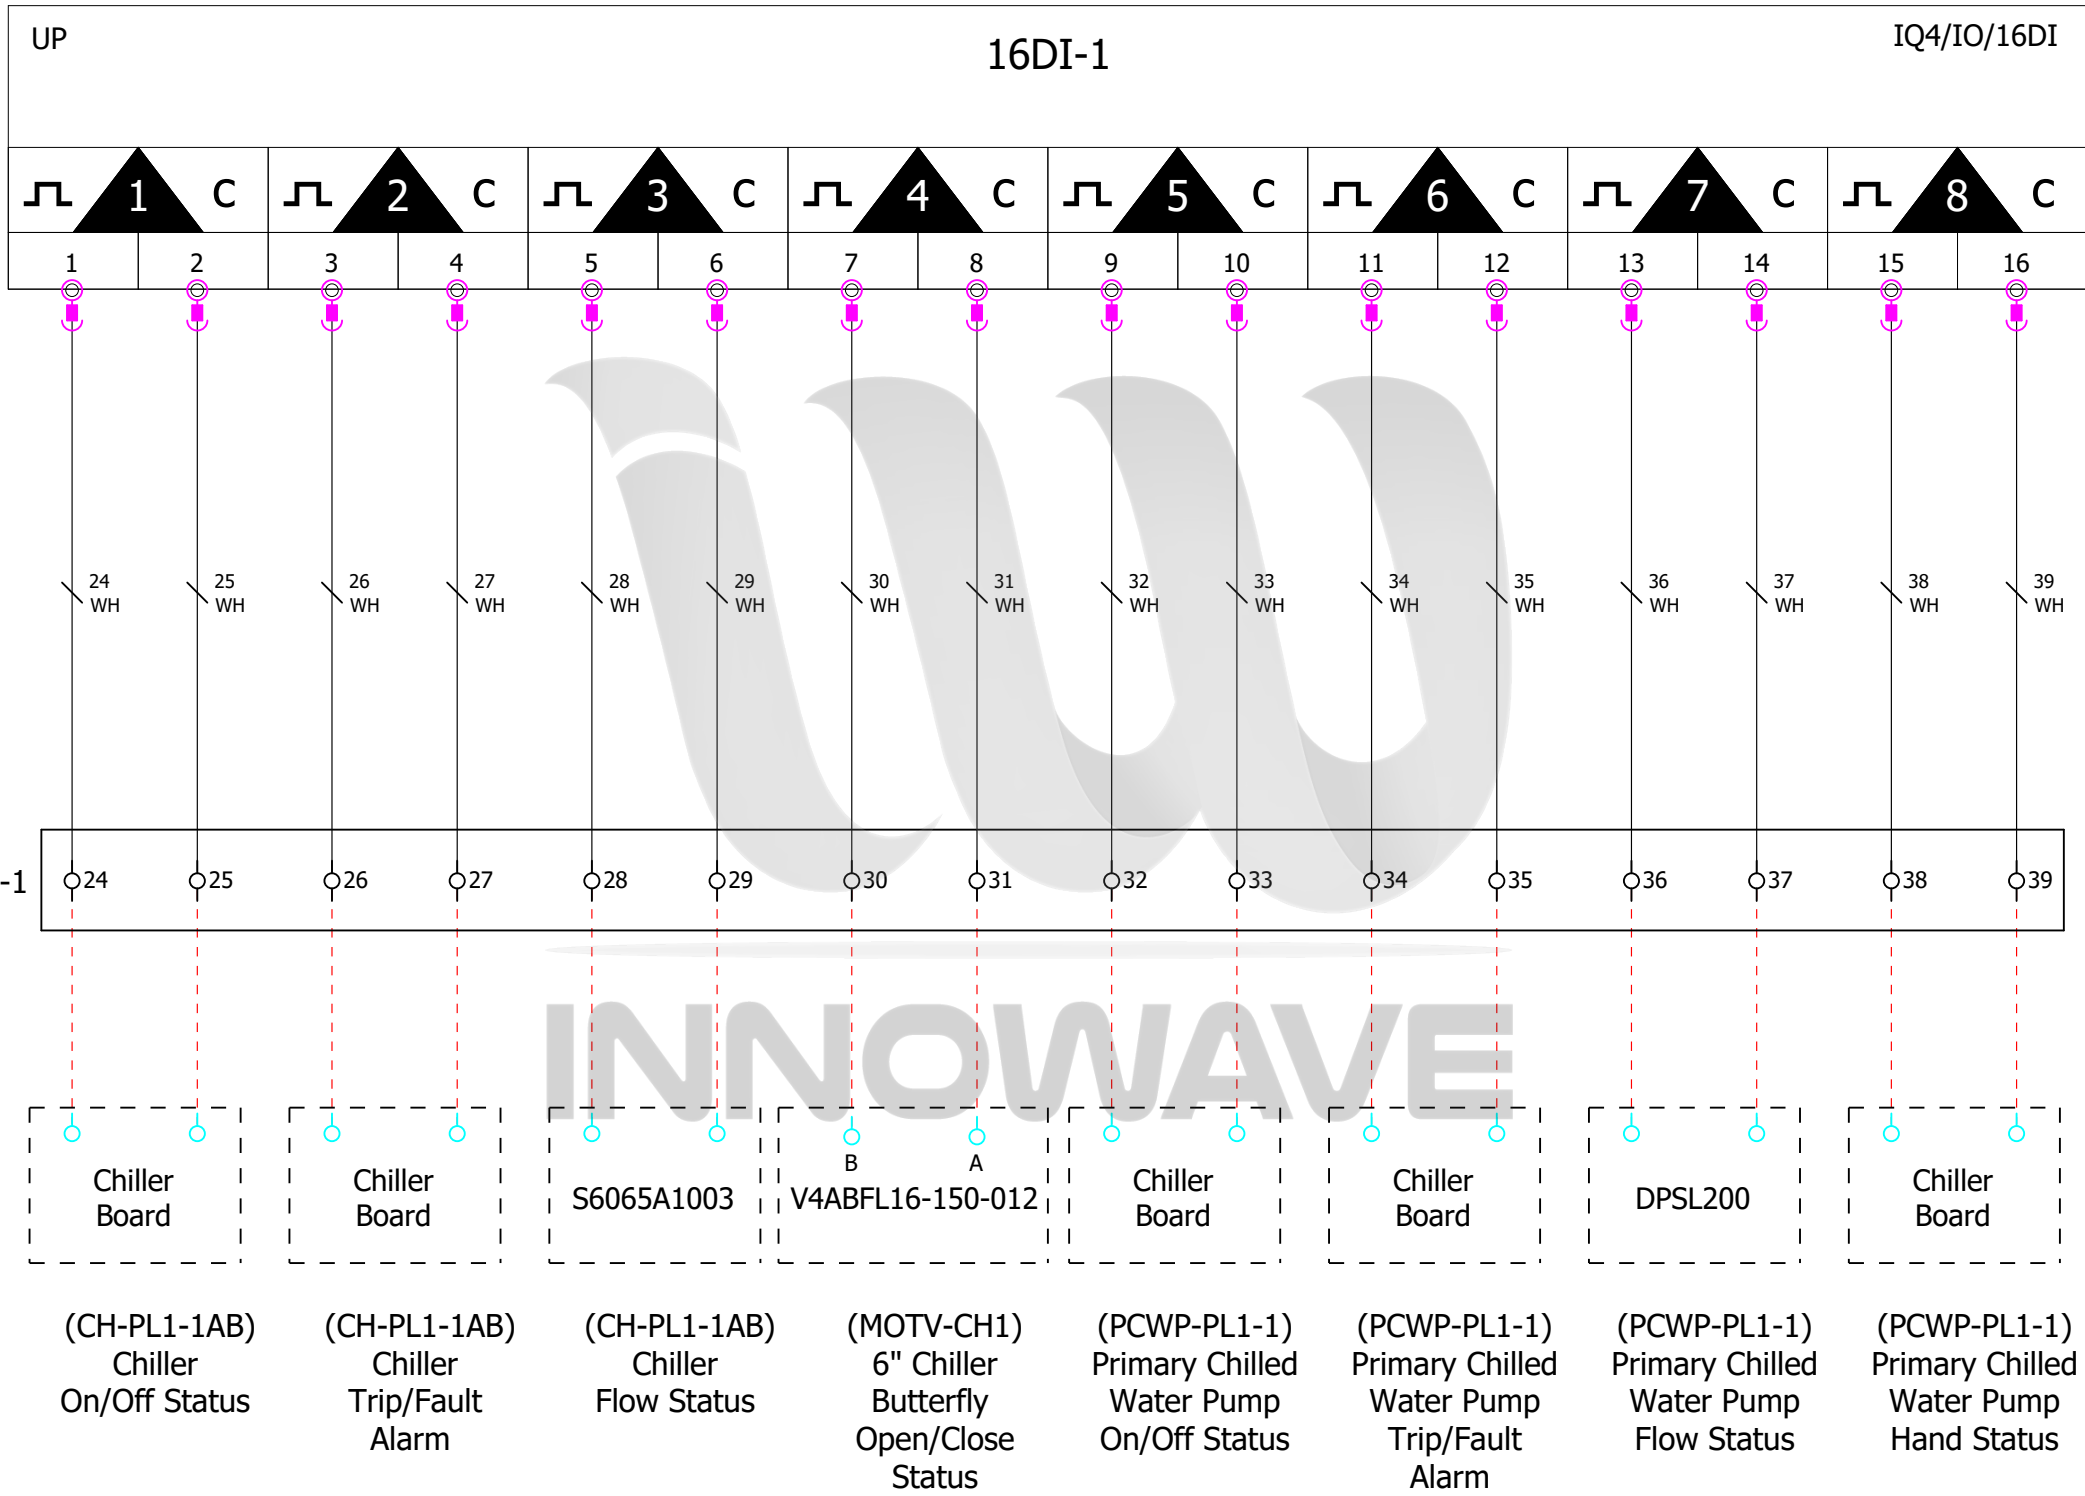 UP
16DI-1
IQ4/IO/16DI
1 C 2 C 3 C 4 C 5 C 6 C 7 C 8 C
1 2 3 4 5 6 7 8 9 10 11 12 13 14 15 16
24 25 26 27 28 29 30 31 32 33 34 35 36 37 38 39
WH WH WH WH WH WH WH WH WH WH WH WH WH WH WH WH
-1 24 25 26 27 28 29 30 31 32 33 34 35 36 37 38 39
INNOWAVE
Chiller
Board
Chiller
Board
S6065A1003
B A
V4ABFL16-150-012
Chiller
Board
Chiller
Board
DPSL200
Chiller
Board
(CH-PL1-1AB)
Chiller
On/Off Status
(CH-PL1-1AB)
Chiller
Trip/Fault
Alarm
(CH-PL1-1AB)
Chiller
Flow Status
(MOTV-CH1)
6" Chiller
Butterfly
Open/Close
Status
(PCWP-PL1-1)
Primary Chilled
Water Pump
On/Off Status
(PCWP-PL1-1)
Primary Chilled
Water Pump
Trip/Fault
Alarm
(PCWP-PL1-1)
Primary Chilled
Water Pump
Flow Status
(PCWP-PL1-1)
Primary Chilled
Water Pump
Hand Status